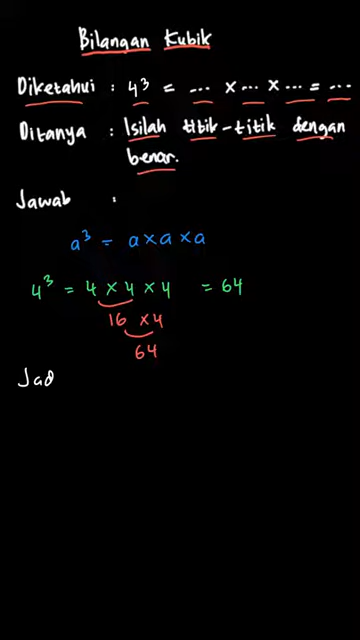 Bilangan Kubik
Diketahui : 4³ = ... × ... × ... = ...
Ditanya : Isilah titik-titik dengan
benar.
Jawab :
a³ = a × a × a
4³ = 4 × 4 × 4 = 64
16 × 4
64
Jad